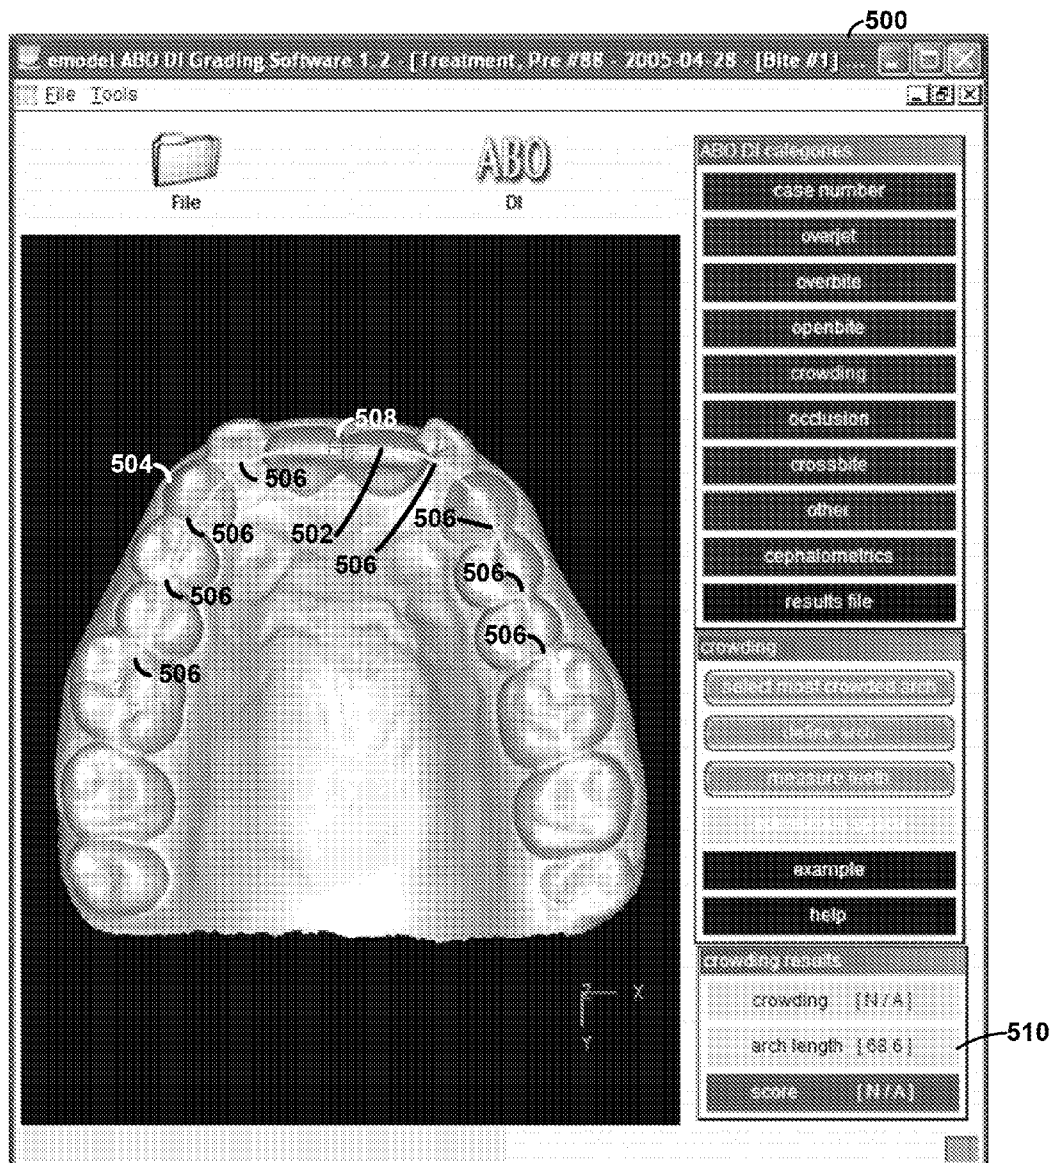 500
emodel ABO DI Grading Software 1.2 - [Treatment, Pre #88 - 2005-04-28 - [Bite #1] ...
File Tools
File
ABO
DI
ABO DI categories
case number
overjet
overbite
openbite
crowding
occlusion
crossbite
other
cephalometrics
results file
508
504
506
506
502
506
506
506
506
506
506
crowding
select most crowded arch
define arch
measure teeth
example
help
crowding results
crowding [ N / A ]
arch length [ 68.6 ]
score [ N / A ]
510
Z X
Y